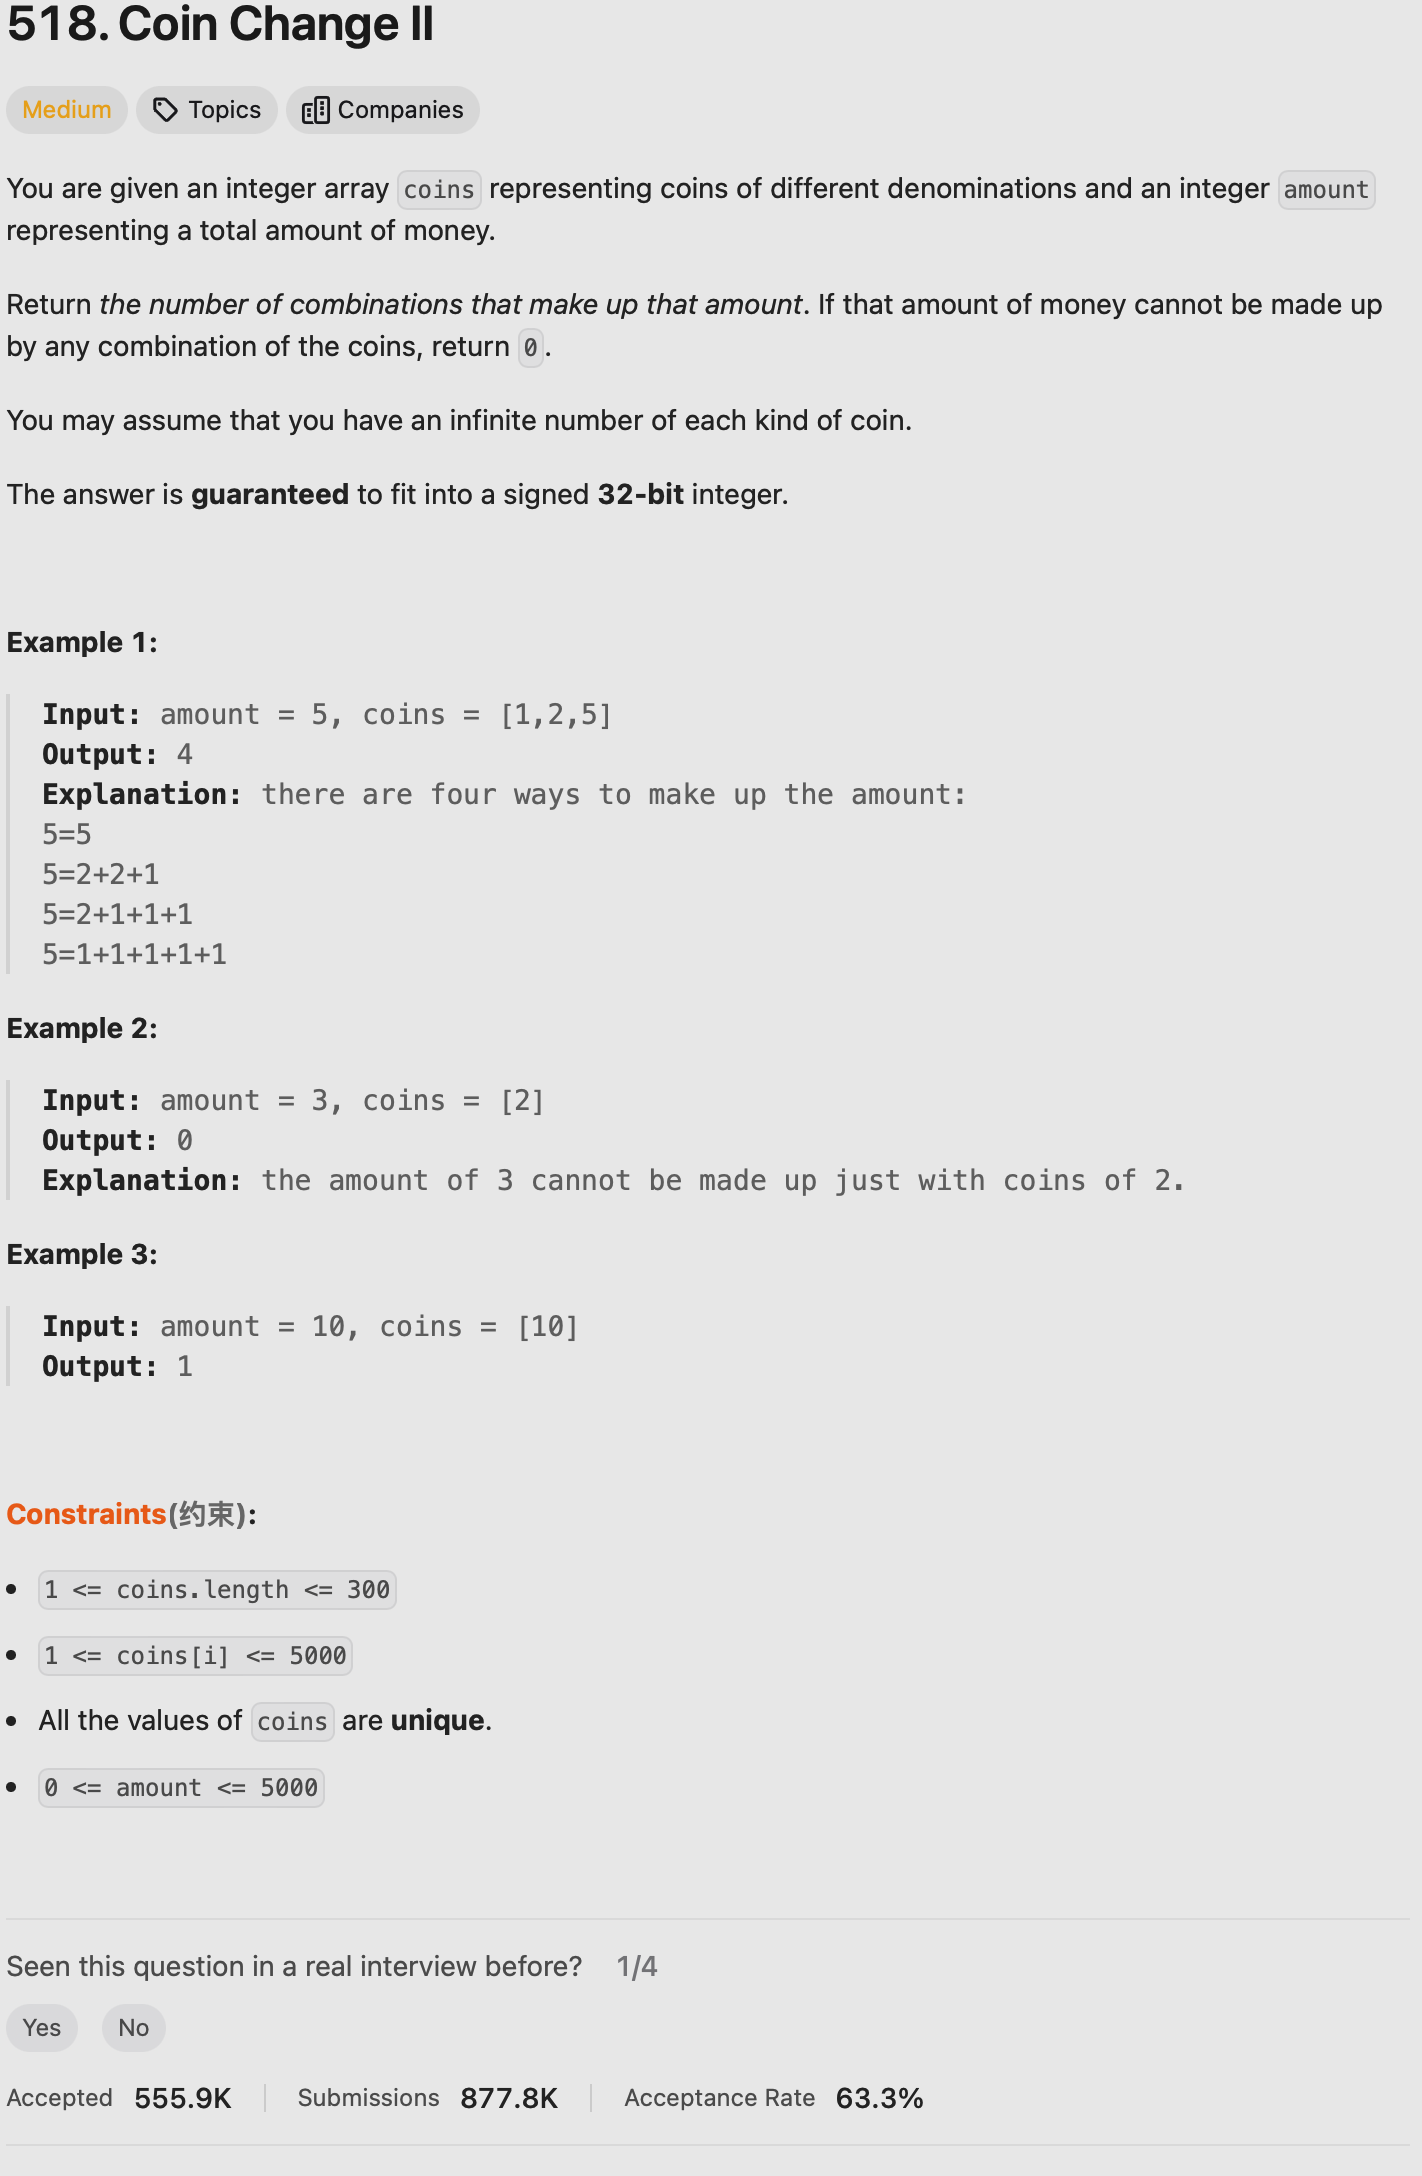 518. Coin Change II
Medium Topics Companies
You are given an integer array coins representing coins of different denominations and an integer amount
representing a total amount of money.
Return the number of combinations that make up that amount. If that amount of money cannot be made up
by any combination of the coins, return 0.
You may assume that you have an infinite number of each kind of coin.
The answer is guaranteed to fit into a signed 32-bit integer.
Example 1:
Input: amount = 5, coins = [1,2,5]
Output: 4
Explanation: there are four ways to make up the amount:
5=5
5=2+2+1
5=2+1+1+1
5=1+1+1+1+1
Example 2:
Input: amount = 3, coins = [2]
Output: 0
Explanation: the amount of 3 cannot be made up just with coins of 2.
Example 3:
Input: amount = 10, coins = [10]
Output: 1
Constraints(约束):
1 <= coins.length <= 300
1 <= coins[i] <= 5000
All the values of coins are unique.
0 <= amount <= 5000
Seen this question in a real interview before? 1/4
Yes No
Accepted 555.9K Submissions 877.8K Acceptance Rate 63.3%